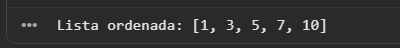 Lista ordenada: [1, 3, 5, 7, 10]